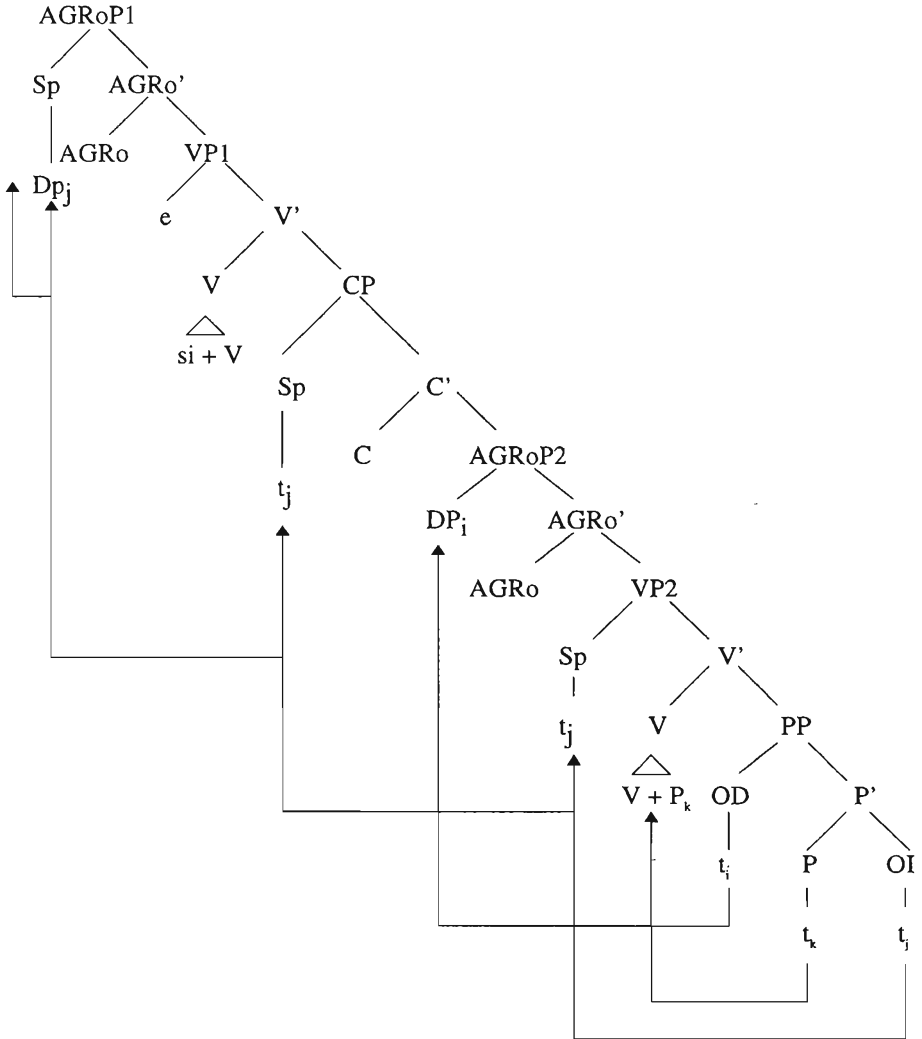 AGRoP1
Sp AGRo'
AGRo VP1
Dpj
e V'
V CP
si + V
Sp C'
C AGRoP2
tj
DPi AGRo'
AGRo VP2
Sp V'
tj V PP
V + Pk OD P'
ti P
tk tj